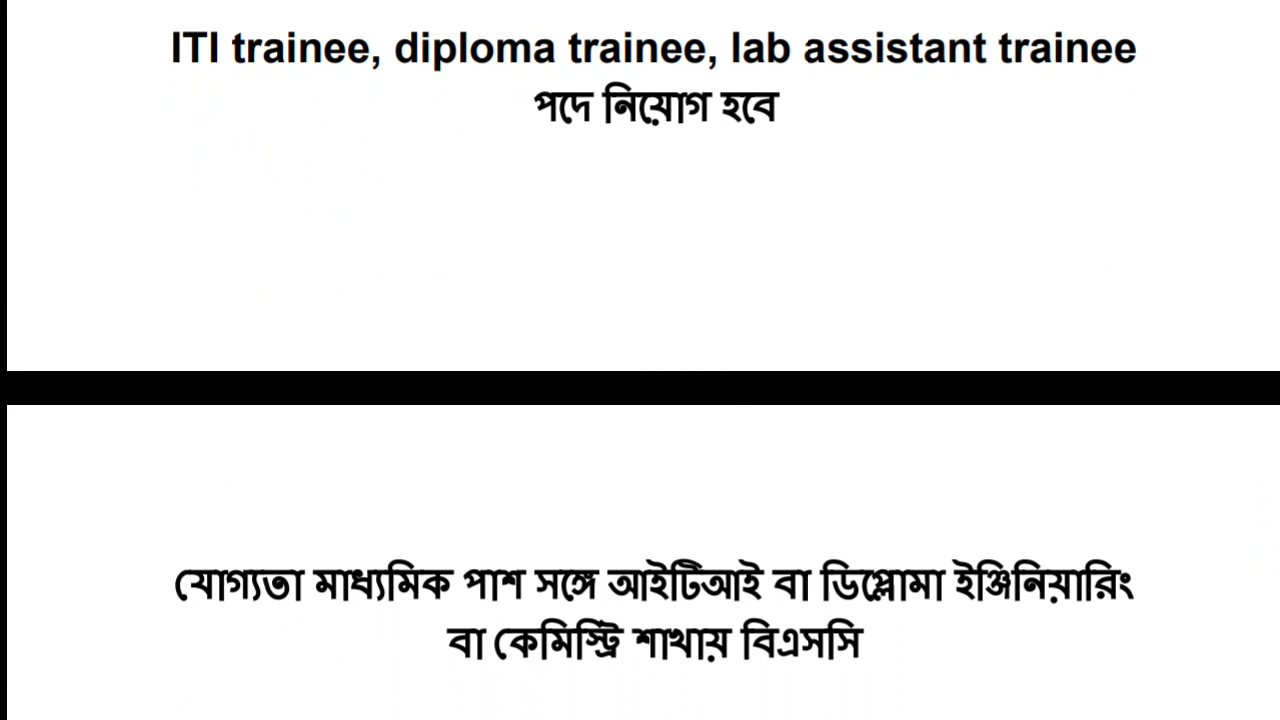 ITI trainee, diploma trainee, lab assistant trainee
পদে নিয়োগ হবে
যোগ্যতা মাধ্যমিক পাশ সঙ্গে আইটিআই বা ডিপ্লোমা ইঞ্জিনিয়ারিং
বা কেমিস্ট্রি শাখায় বিএসসি